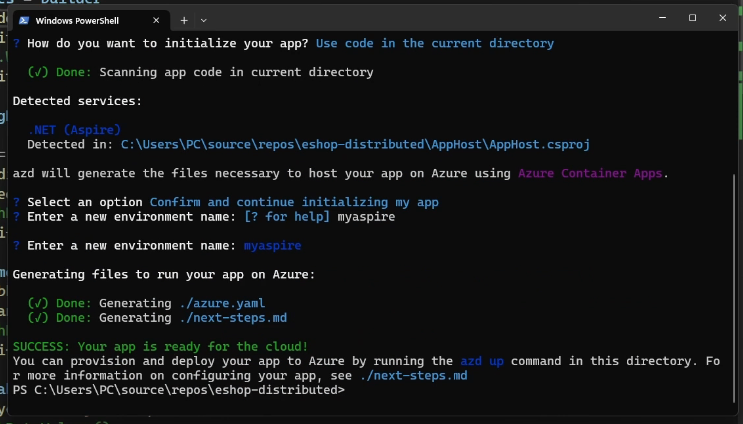 Windows PowerShell
? How do you want to initialize your app? Use code in the current directory
(√) Done: Scanning app code in current directory
Detected services:
.NET (Aspire)
Detected in: C:\Users\PC\source\repos\eshop-distributed\AppHost\AppHost.csproj
azd will generate the files necessary to host your app on Azure using Azure Container Apps.
? Select an option Confirm and continue initializing my app
? Enter a new environment name: [? for help] myaspire
? Enter a new environment name: myaspire
Generating files to run your app on Azure:
(√) Done: Generating ./azure.yaml
(√) Done: Generating ./next-steps.md
SUCCESS: Your app is ready for the cloud!
You can provision and deploy your app to Azure by running the azd up command in this directory. Fo
r more information on configuring your app, see ./next-steps.md
PS C:\Users\PC\source\repos\eshop-distributed>